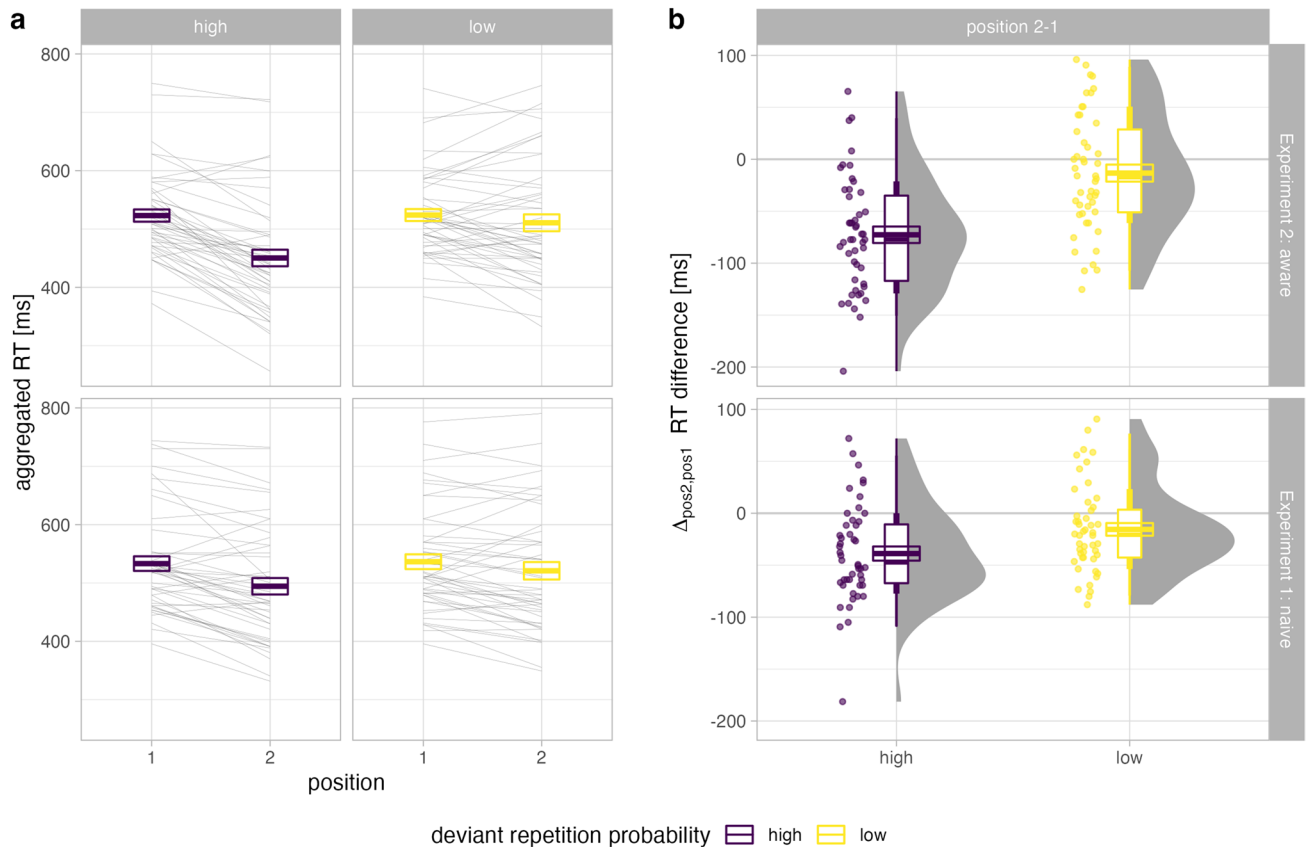 a
high
low
800
600
400
800
600
400
aggregated RT [ms]
1
2
1
2
position
b
position 2-1
100
0
-100
-200
100
0
-100
-200
Δpos2,pos1 RT difference [ms]
Experiment 2: aware
Experiment 1: naive
high
low
deviant repetition probability high low